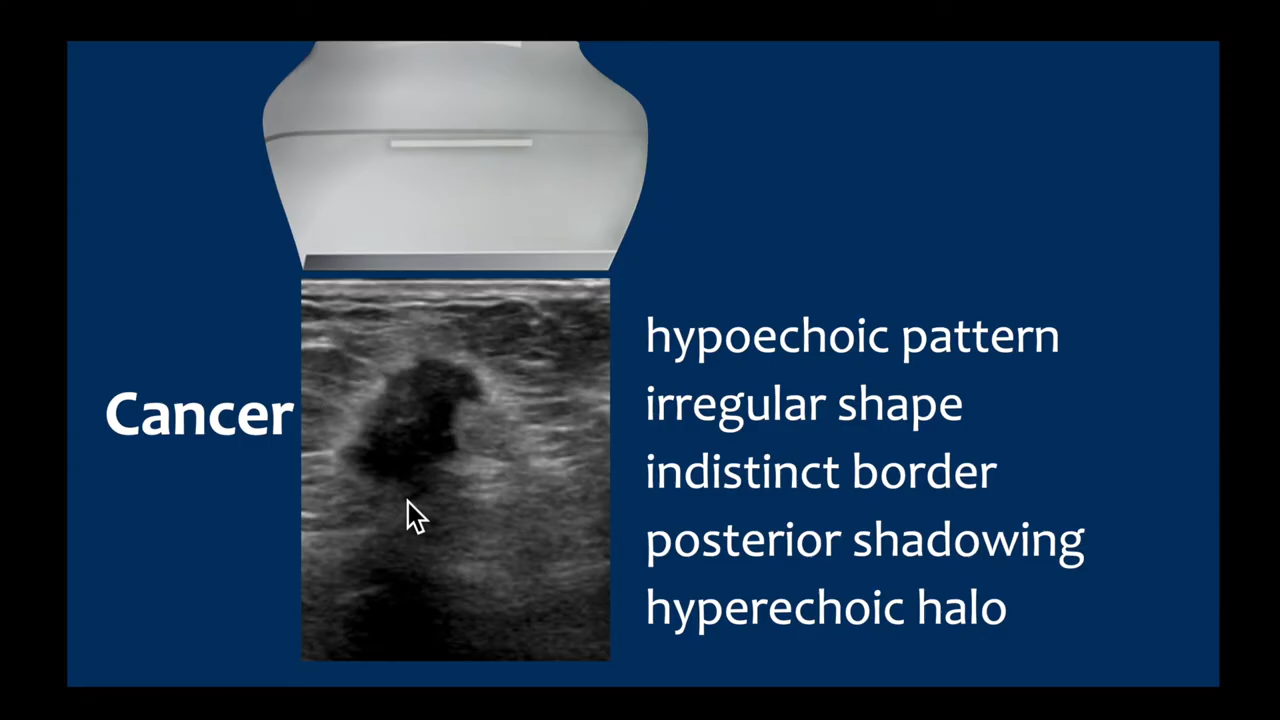 Cancer
hypoechoic pattern
irregular shape
indistinct border
posterior shadowing
hyperechoic halo